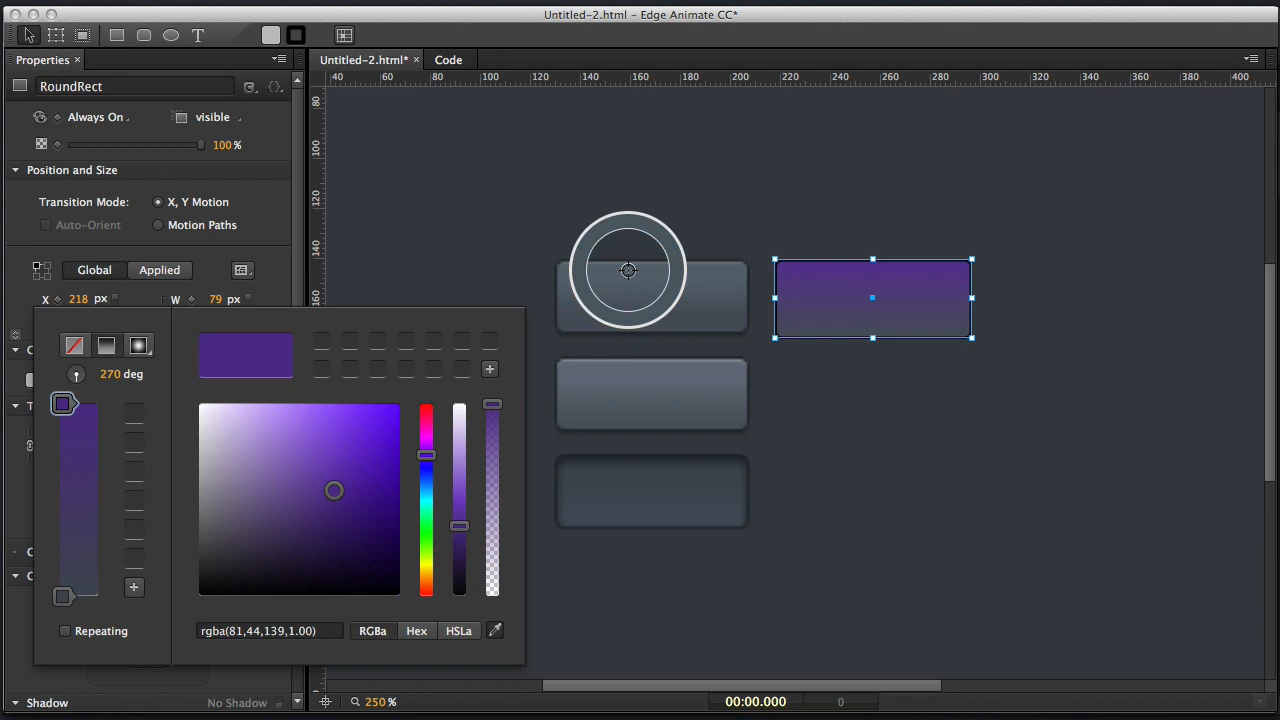 Untitled-2.html - Edge Animate CC*
T
Properties ×
Untitled-2.html* ×
Code
40 60 80 100 120 140 160 180 200 220 240 260 280 300 320 340 360 380 400
RoundRect
C
{}
80
100
120
140
160
Always On
visible
100 %
Position and Size
Transition Mode:
X, Y Motion
Auto-Orient
Motion Paths
Global
Applied
X 218 px
W 79 px
270 deg
C
T
C
C
Repeating
rgba(81,44,139,1.00)
RGBa
Hex
HSLa
Shadow
No Shadow
250 %
00:00.000
0